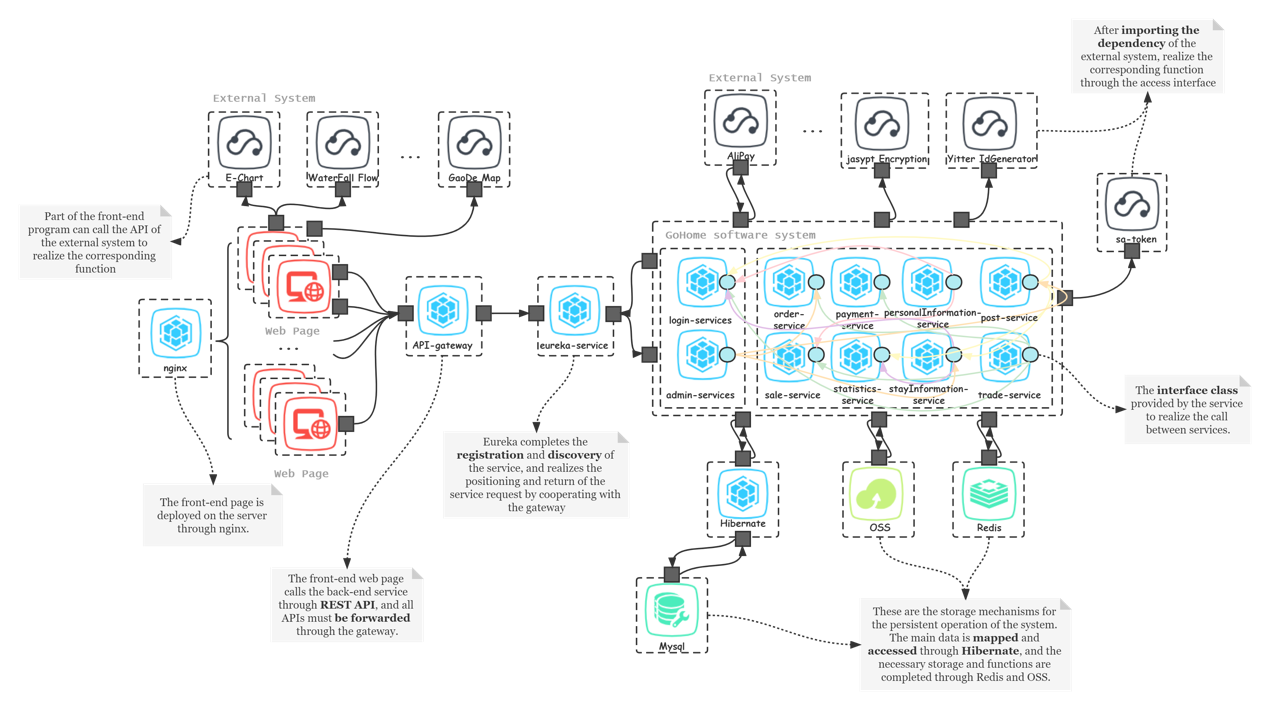 After importing the
dependency of the
external system, realize the
corresponding function
through the access interface
External System
External System
E-Chart
WaterFall Flow
...
GaoDe Map
AliPay
...
jasypt Encryption
Yitter IdGenerator
sa-token
Part of the front-end
program can call the API of
the external system to
realize the corresponding
function
GoHome software system
login-services
order-
service
payment-
service
personalInformation-
service
post-service
nginx
Web Page
...
API-gateway
eureka-service
admin-services
sale-service
statistics-
service
stayInformation-
service
trade-service
Web Page
The interface class
provided by the service
to realize the call
between services.
Eureka completes the
registration and discovery of
the service, and realizes the
positioning and return of the
service request by cooperating with
the gateway
The front-end page is
deployed on the server
through nginx.
Hibernate
OSS
Redis
The front-end web page
calls the back-end service
through REST API, and all
APIs must be forwarded
through the gateway.
Mysql
These are the storage mechanisms for
the persistent operation of the system.
The main data is mapped and
accessed through Hibernate, and the
necessary storage and functions are
completed through Redis and OSS.